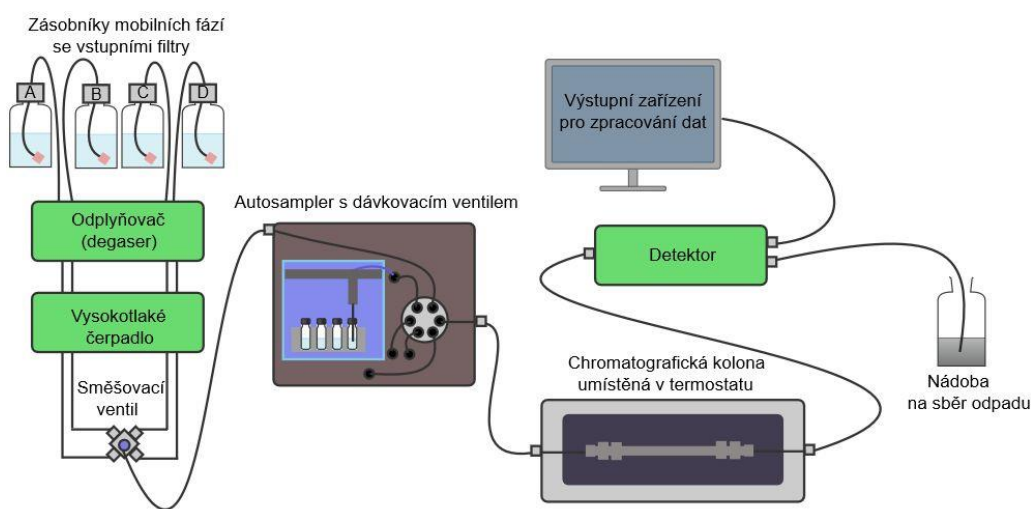 Zásobníky mobilních fází
se vstupními filtry
A
B
C
D
Odplyňovač
(degaser)
Vysokotlaké
čerpadlo
Směšovací
ventil
Autosampler s dávkovacím ventilem
Výstupní zařízení
pro zpracování dat
Detektor
Chromatografická kolona
umístěná v termostatu
Nádoba
na sběr odpadu